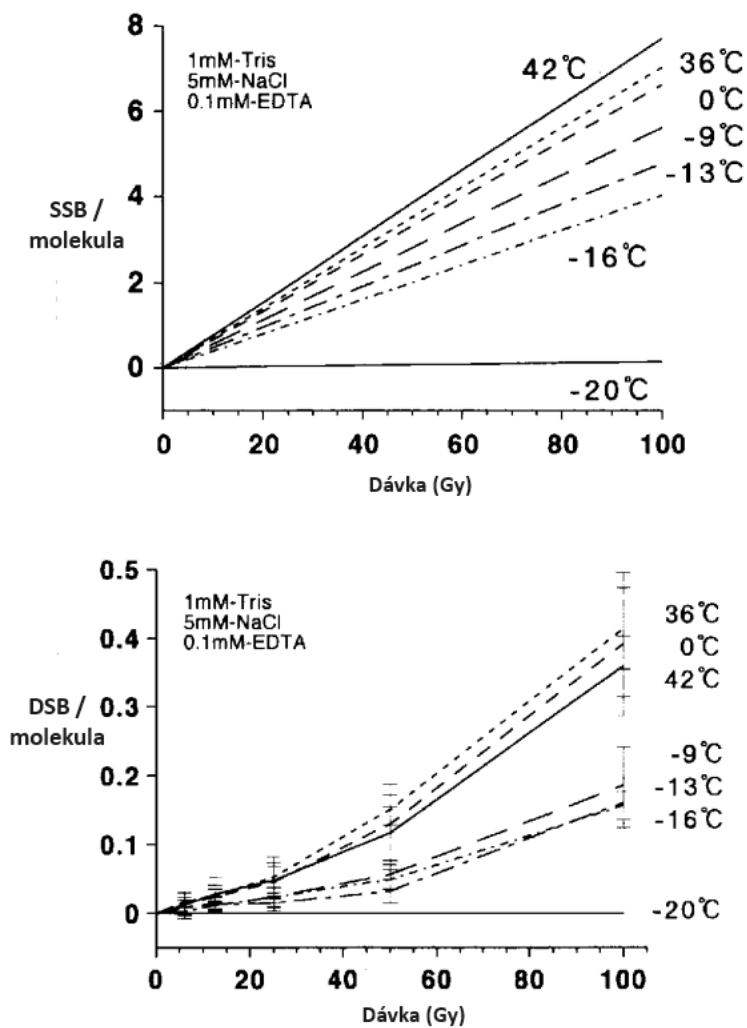 8
6
4
2
0
SSB /
molekula
1mM-Tris
5mM-NaCl
0.1mM-EDTA
42°C
36°C
0°C
-9°C
-13°C
-16°C
-20°C
0 20 40 60 80 100
Dávka (Gy)
0.5
0.4
0.3
0.2
0.1
0
DSB /
molekula
1mM-Tris
5mM-NaCl
0.1mM-EDTA
36°C
0°C
42°C
-9°C
-13°C
-16°C
-20°C
0 20 40 60 80 100
Dávka (Gy)